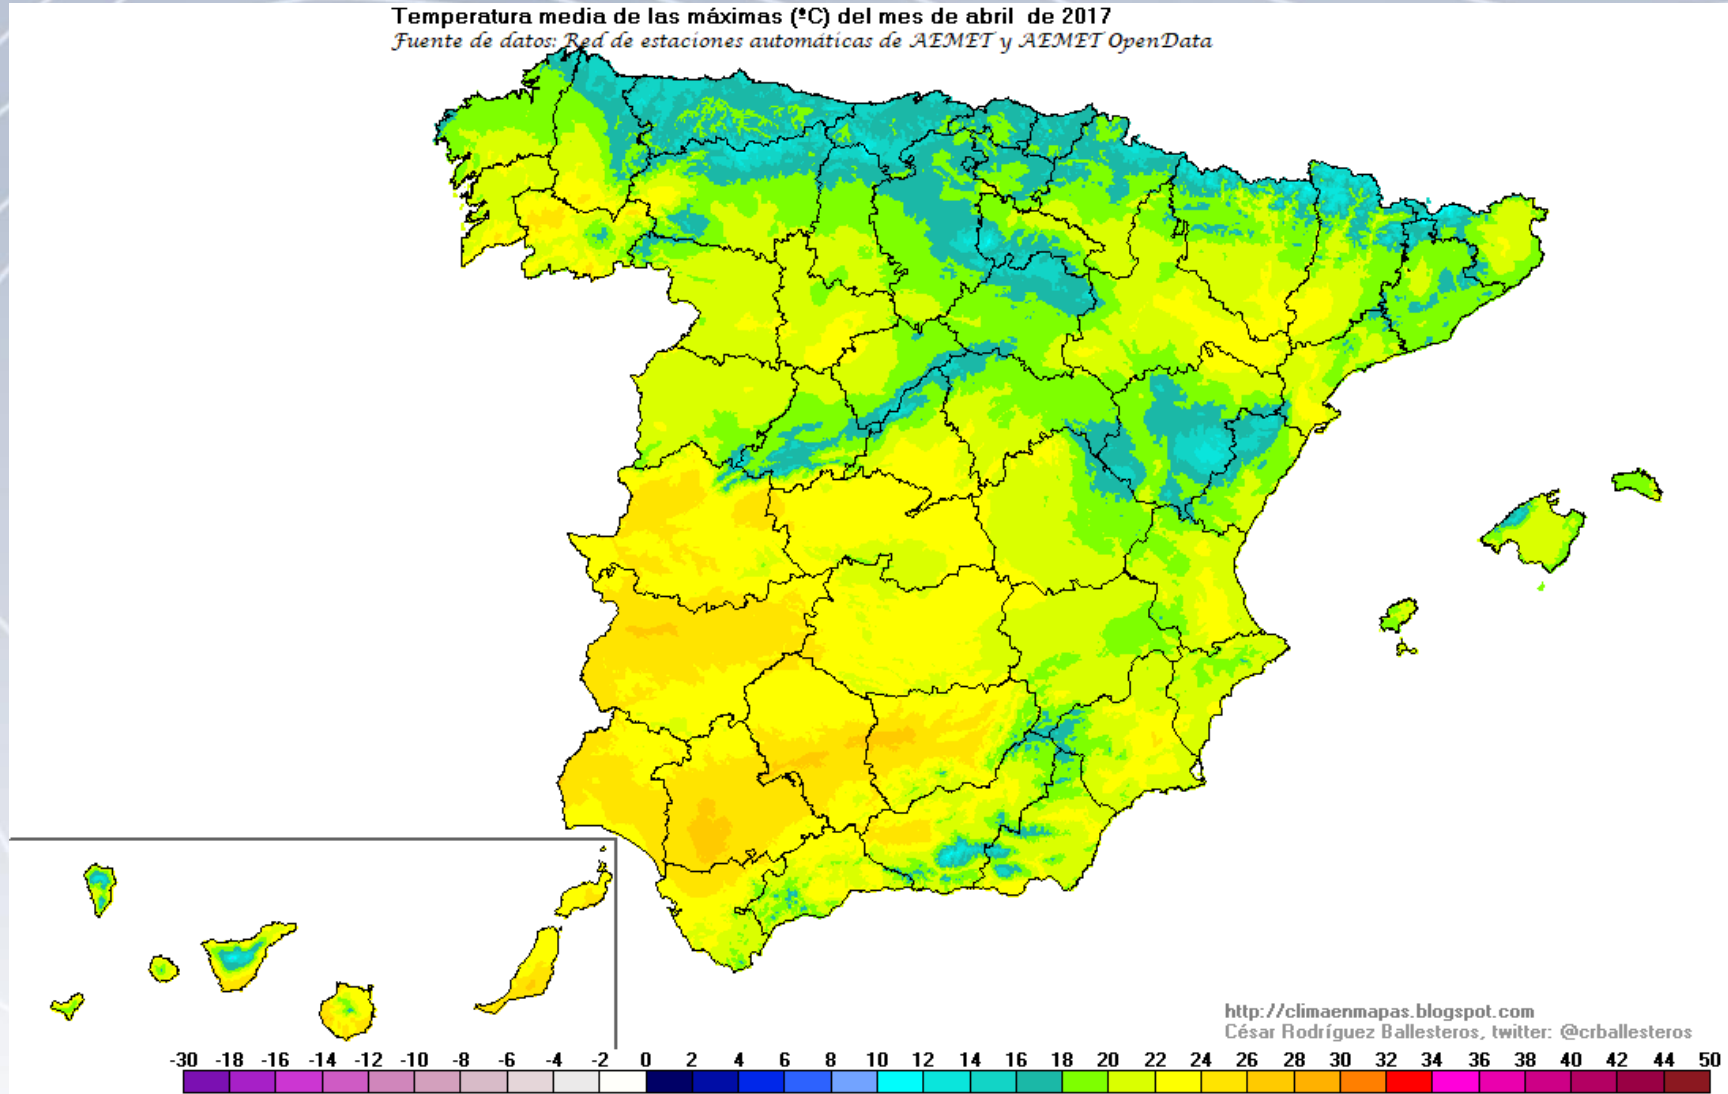 Temperatura media de las máximas (ºC) del mes de abril de 2017
Fuente de datos: Red de estaciones automáticas de AEMET y AEMET OpenData
http://climaenmapas.blogspot.com
César Rodríguez Ballesteros, twitter: @crballesteros
-30 -18 -16 -14 -12 -10 -8 -6 -4 -2 0 2 4 6 8 10 12 14 16 18 20 22 24 26 28 30 32 34 36 38 40 42 44 50